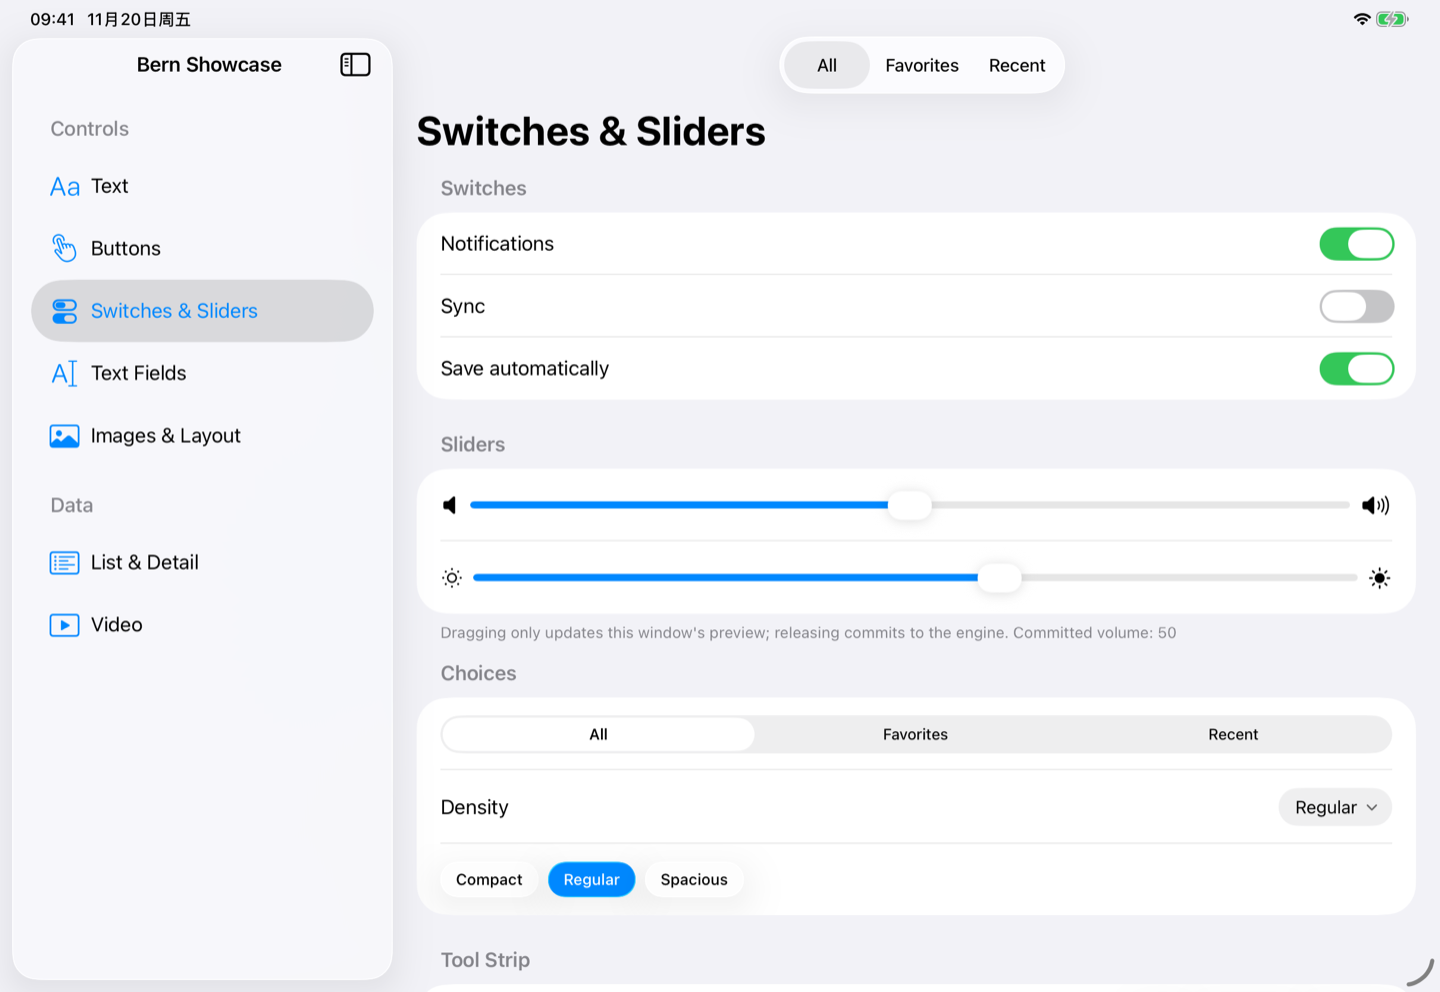 09:41 11月20日周五
Bern Showcase
Controls
Aa Text
Buttons
Switches & Sliders
Text Fields
Images & Layout
Data
List & Detail
Video
All Favorites Recent
Switches & Sliders
Switches
Notifications
Sync
Save automatically
Sliders
Dragging only updates this window's preview; releasing commits to the engine. Committed volume: 50
Choices
All Favorites Recent
Density Regular
Compact Regular Spacious
Tool Strip